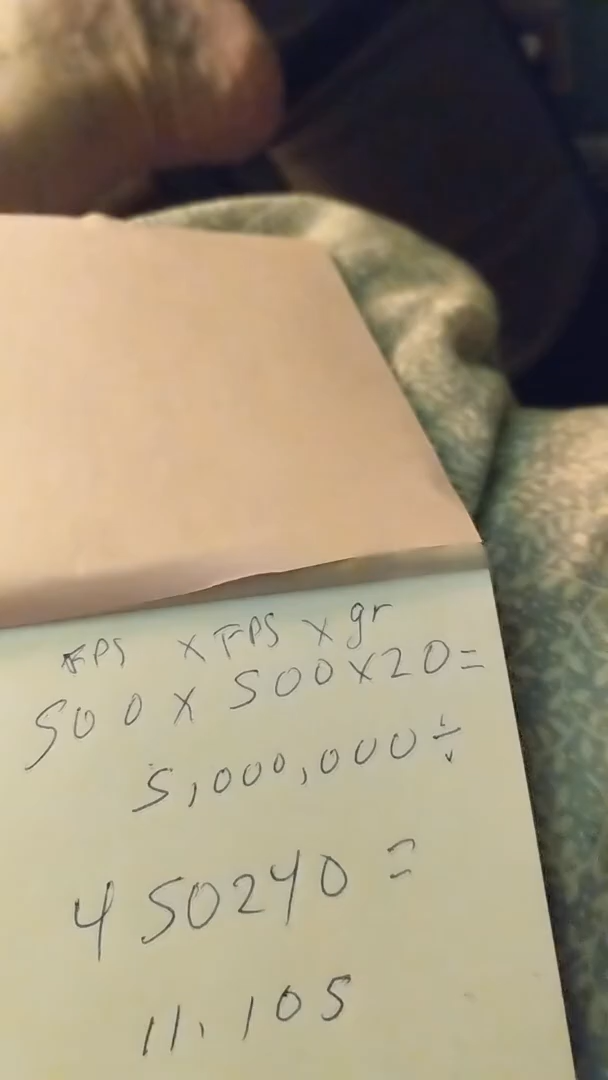 FPS x FPS x gr
500 x 500 x 20 =
5,000,000 ÷
450240 =
11.105